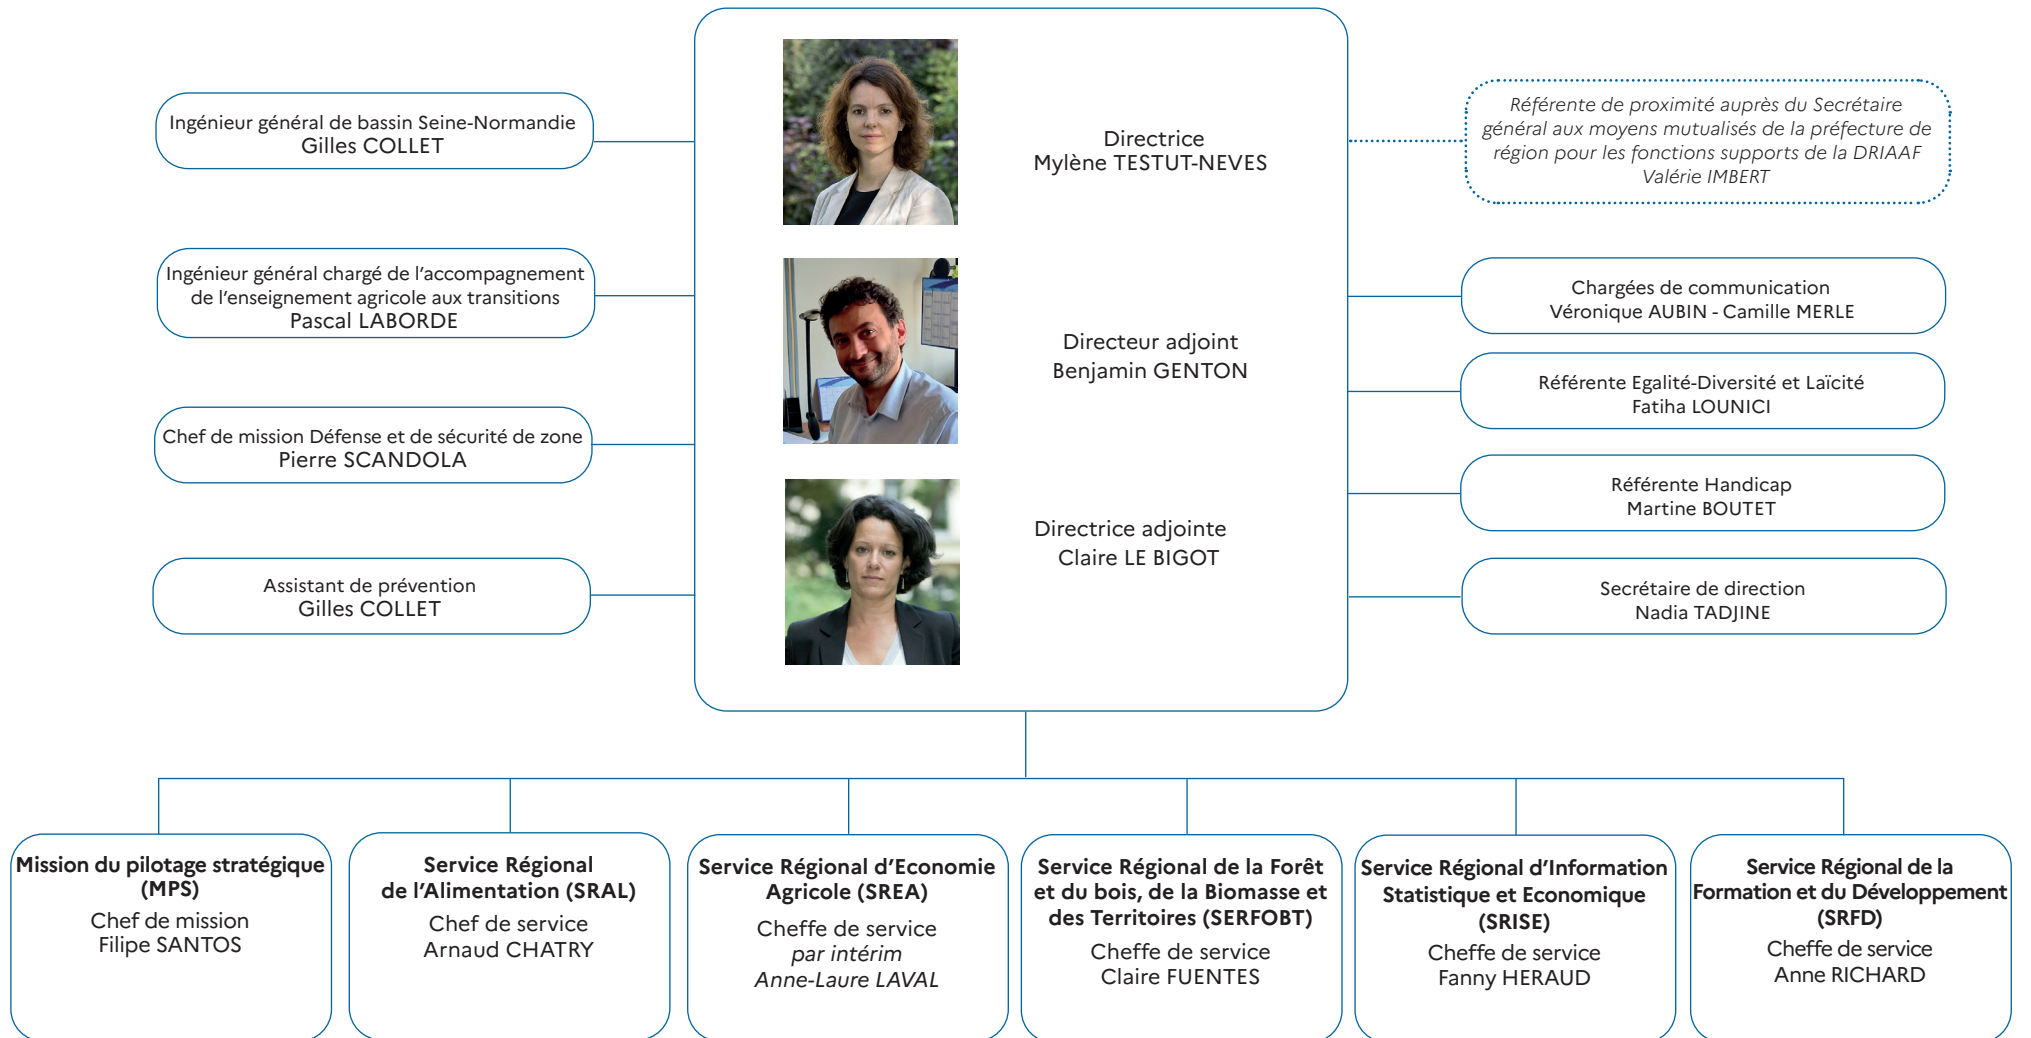 Directrice
Mylène TESTUT-NEVES
Directeur adjoint
Benjamin GENTON
Directrice adjointe
Claire LE BIGOT
Ingénieur général de bassin Seine-Normandie
Gilles COLLET
Ingénieur général chargé de l’accompagnement
de l’enseignement agricole aux transitions
Pascal LABORDE
Chef de mission Défense et de sécurité de zone
Pierre SCANDOLA
Assistant de prévention
Gilles COLLET
Référente de proximité auprès du Secrétaire
général aux moyens mutualisés de la préfecture de
région pour les fonctions supports de la DRIAAF
Valérie IMBERT
Chargées de communication
Véronique AUBIN - Camille MERLE
Référente Egalité-Diversité et Laïcité
Fatiha LOUNICI
Référente Handicap
Martine BOUTET
Secrétaire de direction
Nadia TADJINE
Mission du pilotage stratégique
(MPS)
Chef de mission
Filipe SANTOS
Service Régional
de l’Alimentation (SRAL)
Chef de service
Arnaud CHATRY
Service Régional d’Economie
Agricole (SREA)
Cheffe de service
par intérim
Anne-Laure LAVAL
Service Régional de la Forêt
et du bois, de la Biomasse et
des Territoires (SERFOBT)
Cheffe de service
Claire FUENTES
Service Régional d’Information
Statistique et Economique
(SRISE)
Cheffe de service
Fanny HERAUD
Service Régional de la
Formation et du Développement
(SRFD)
Cheffe de service
Anne RICHARD